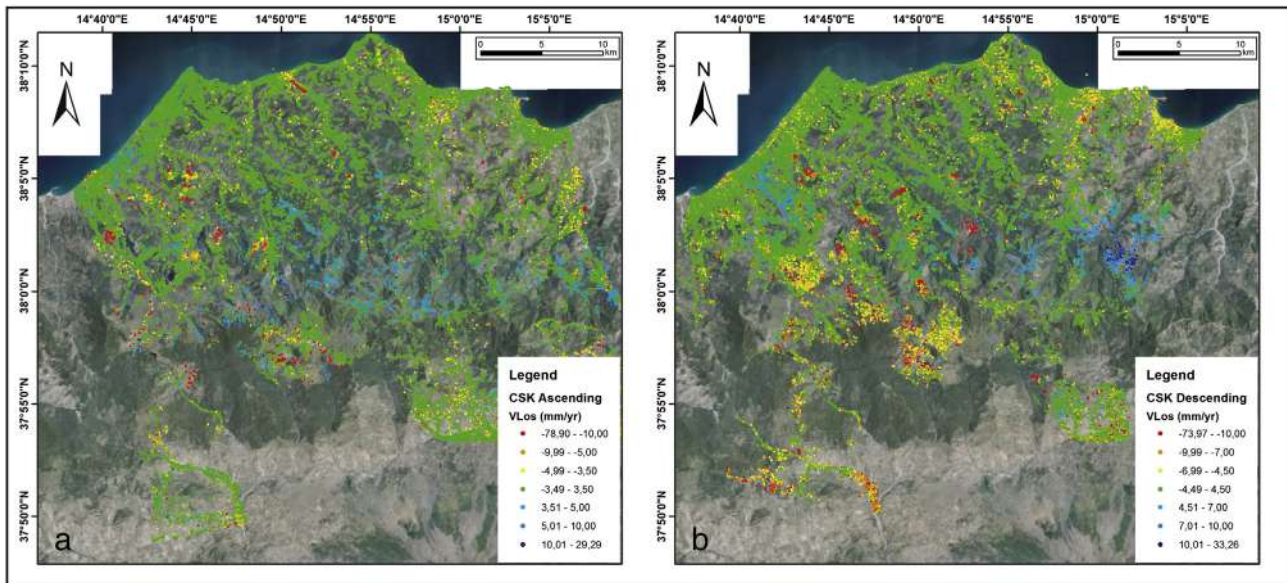 14°40'0"E 14°45'0"E 14°50'0"E 14°55'0"E 15°0'0"E 15°5'0"E
0 5 10
km
N
38°10'0"N
38°5'0"N
38°0'0"N
37°55'0"N
37°50'0"N
Legend
CSK Ascending
VLos (mm/yr)
-78,90 - -10,00
-9,99 - -5,00
-4,99 - -3,50
-3,49 - 3,50
3,51 - 5,00
5,01 - 10,00
10,01 - 29,29
a
14°40'0"E 14°45'0"E 14°50'0"E 14°55'0"E 15°0'0"E 15°5'0"E
0 5 10
km
N
38°10'0"N
38°5'0"N
38°0'0"N
37°55'0"N
37°50'0"N
Legend
CSK Descending
VLos (mm/yr)
-73,97 - -10,00
-9,99 - -7,00
-6,99 - -4,50
-4,49 - 4,50
4,51 - 7,00
7,01 - 10,00
10,01 - 33,26
b